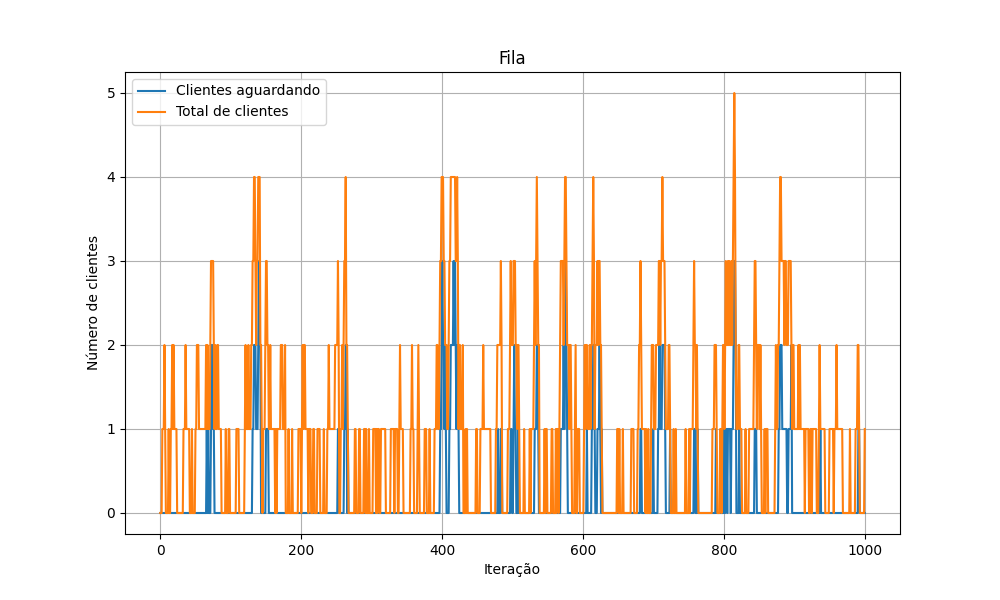 Fila
Clientes aguardando
Total de clientes
Número de clientes
5
4
3
2
1
0
0 200 400 600 800 1000
Iteração